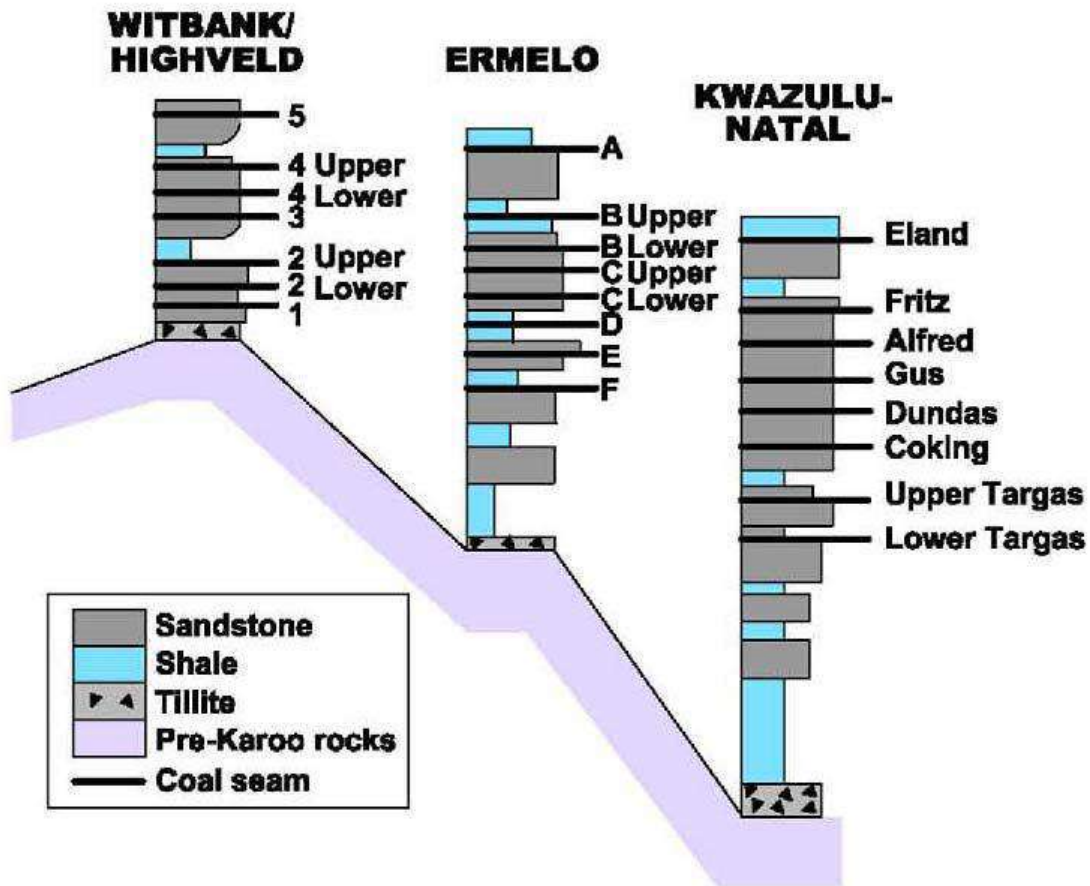 WITBANK/
HIGHVELD
5
4 Upper
4 Lower
3
2 Upper
2 Lower
1
ERMELO
A
B Upper
B Lower
C Upper
C Lower
D
E
F
KWAZULU-
NATAL
Eland
Fritz
Alfred
Gus
Dundas
Coking
Upper Targas
Lower Targas
Sandstone
Shale
Tillite
Pre-Karoo rocks
Coal seam